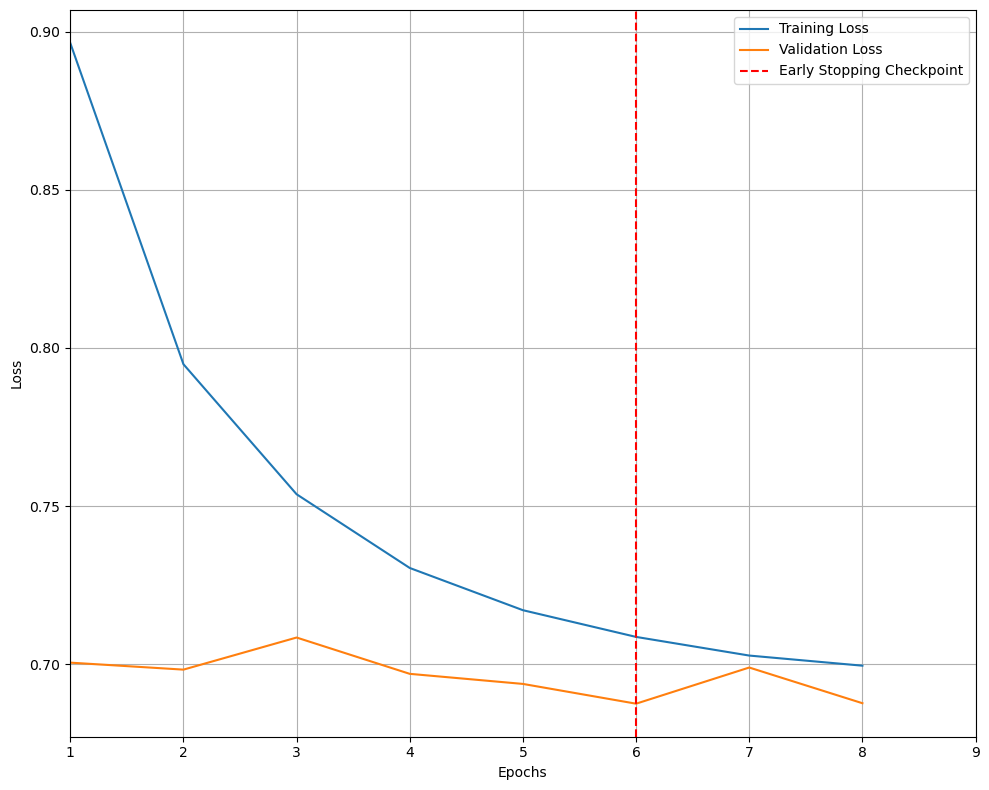 Training Loss
Validation Loss
Early Stopping Checkpoint
0.90
0.85
0.80
0.75
0.70
Loss
1 2 3 4 5 6 7 8 9
Epochs